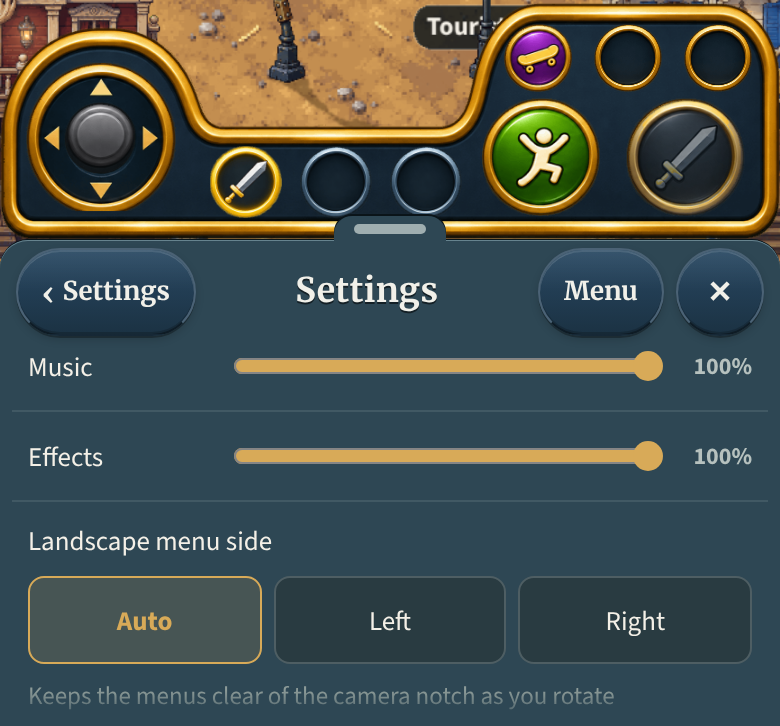 Tour
‹ Settings
Settings
Menu
×
Music
100%
Effects
100%
Landscape menu side
Auto
Left
Right
Keeps the menus clear of the camera notch as you rotate